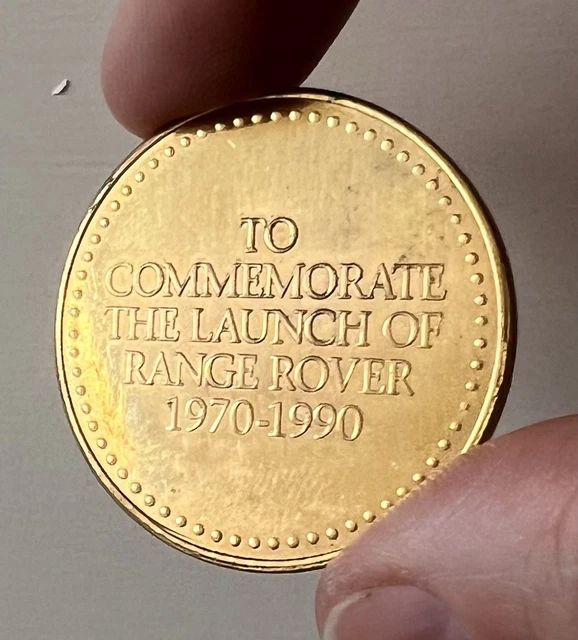 TO
COMMEMORATE
THE LAUNCH OF
RANGE ROVER
1970-1990